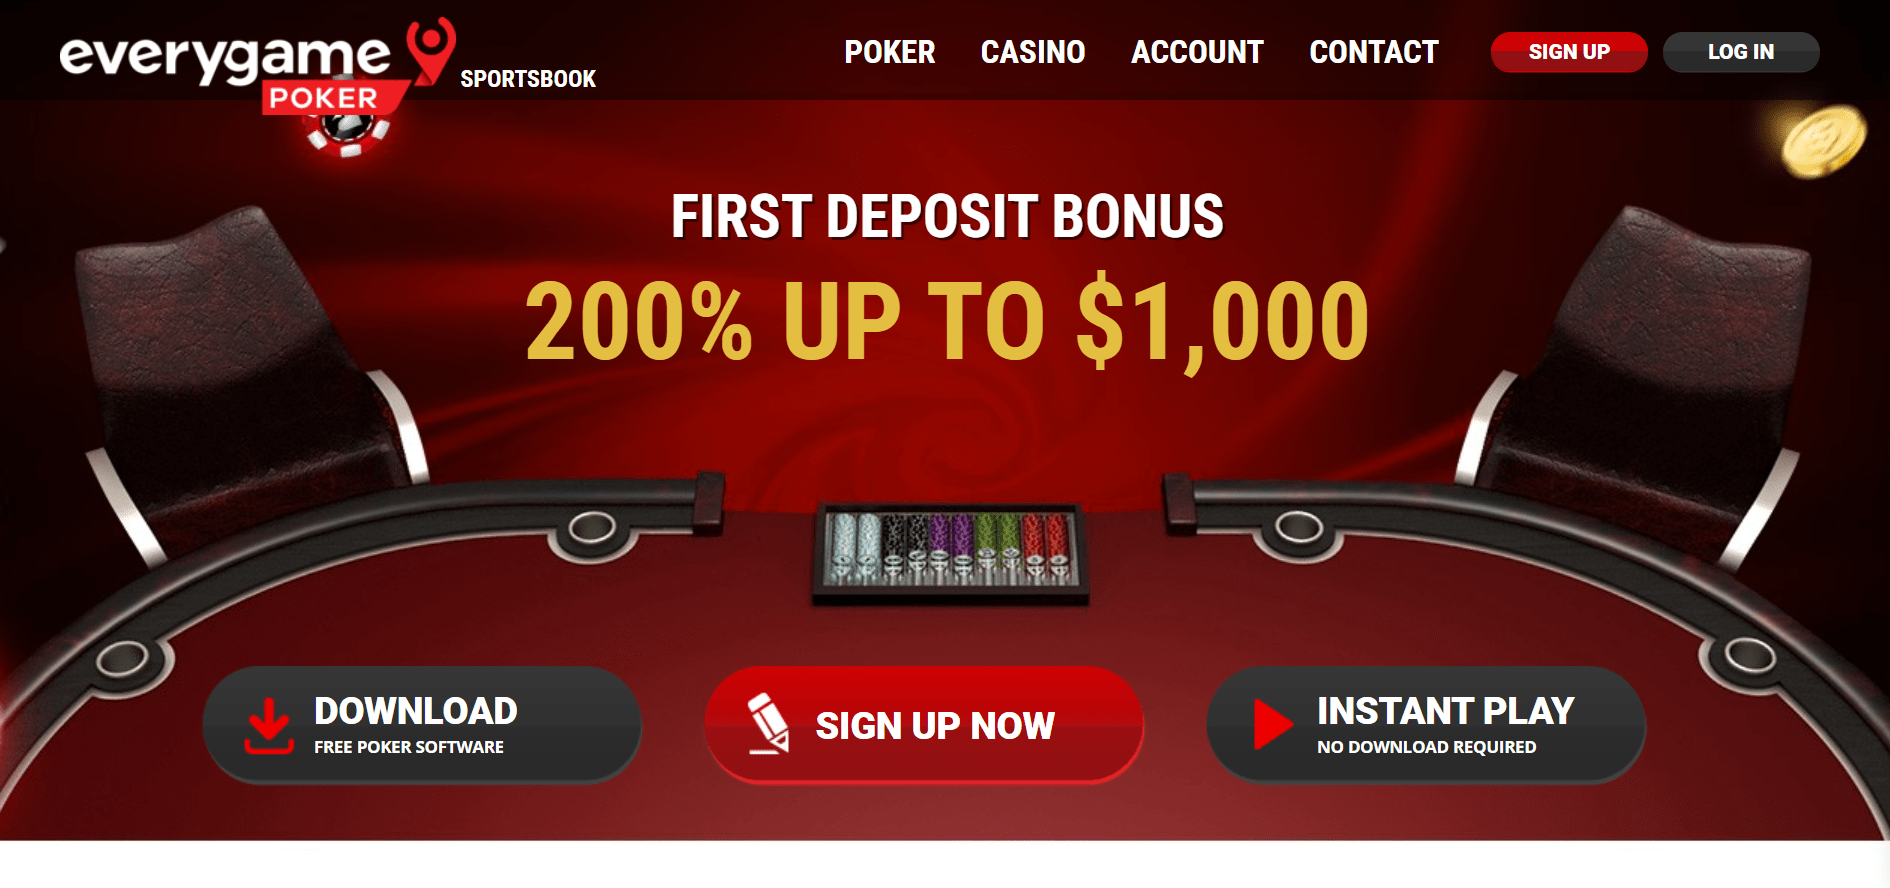 everygame
POKER
SPORTSBOOK
POKER CASINO ACCOUNT CONTACT SIGN UP LOG IN
FIRST DEPOSIT BONUS
200% UP TO $1,000
DOWNLOAD
FREE POKER SOFTWARE
SIGN UP NOW
INSTANT PLAY
NO DOWNLOAD REQUIRED